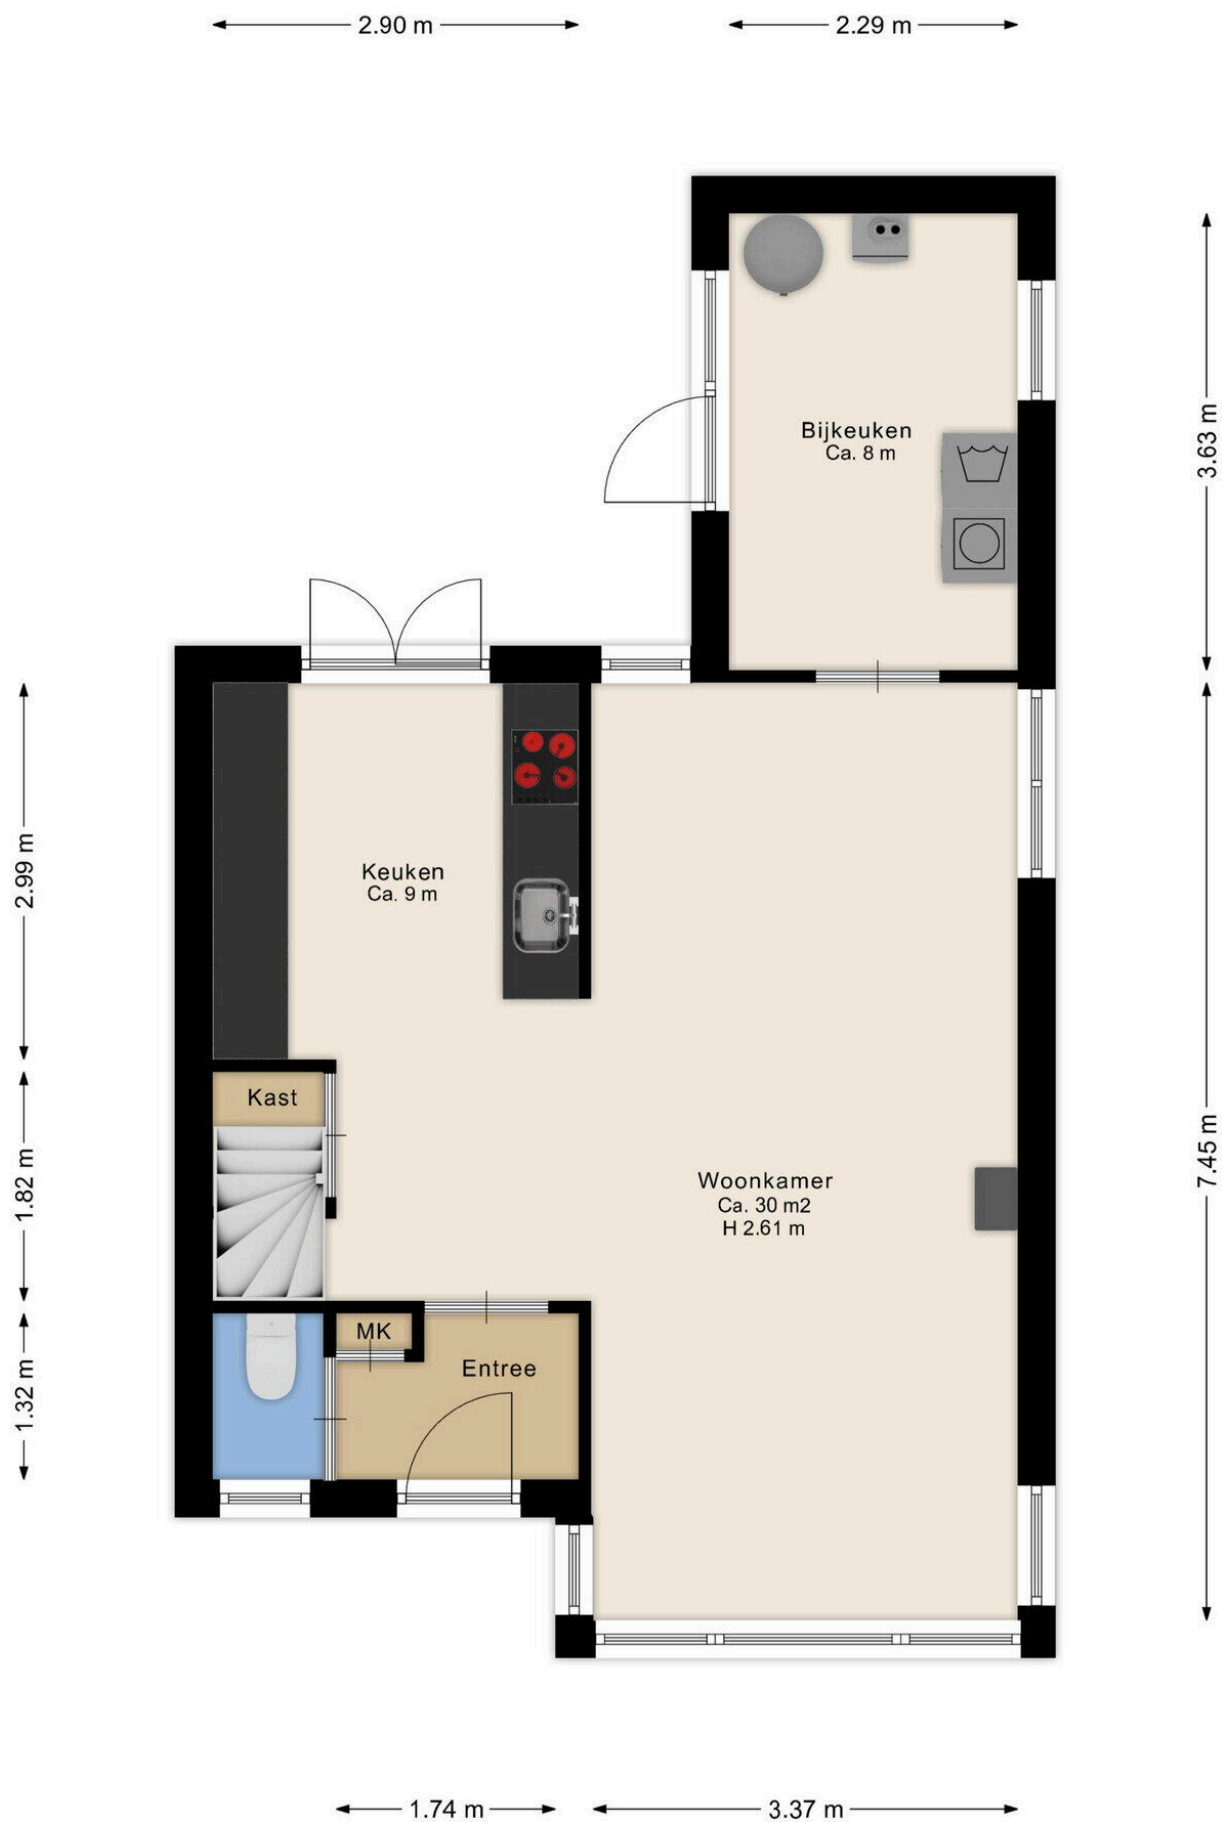 2.90 m
2.29 m
3.63 m
Bijkeuken
Ca. 8 m
2.99 m
Keuken
Ca. 9 m
7.45 m
Kast
1.82 m
Woonkamer
Ca. 30 m2
H 2.61 m
1.32 m
MK
Entree
1.74 m
3.37 m